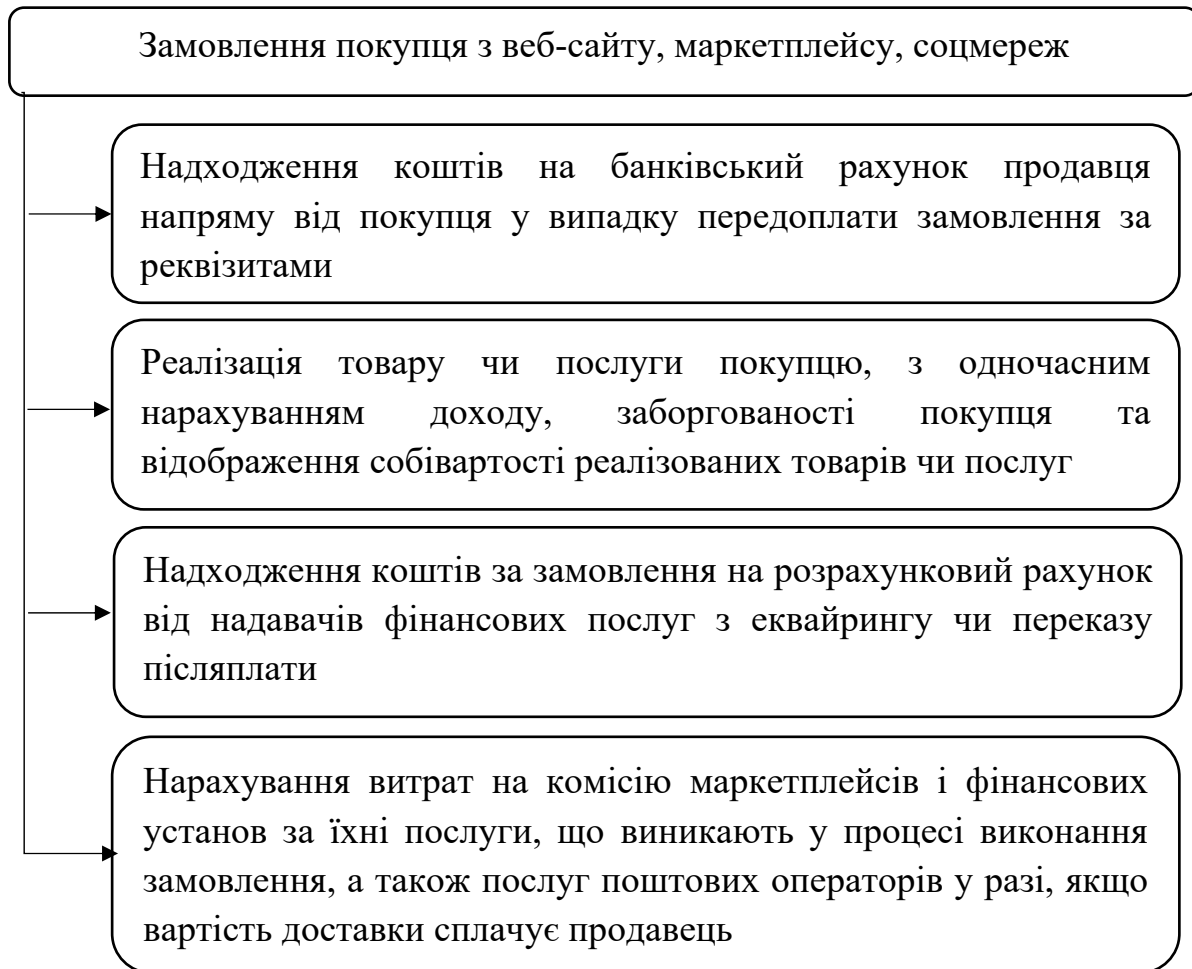 Замовлення покупця з веб-сайту, маркетплейсу, соцмереж
Надходження коштів на банківський рахунок продавця
напряму від покупця у випадку передоплати замовлення за
реквізитами
Реалізація товару чи послуги покупцю, з одночасним
нарахуванням доходу, заборгованості покупця та
відображення собівартості реалізованих товарів чи послуг
Надходження коштів за замовлення на розрахунковий рахунок
від надавачів фінансових послуг з еквайрингу чи переказу
післяплати
Нарахування витрат на комісію маркетплейсів і фінансових
установ за їхні послуги, що виникають у процесі виконання
замовлення, а також послуг поштових операторів у разі, якщо
вартість доставки сплачує продавець